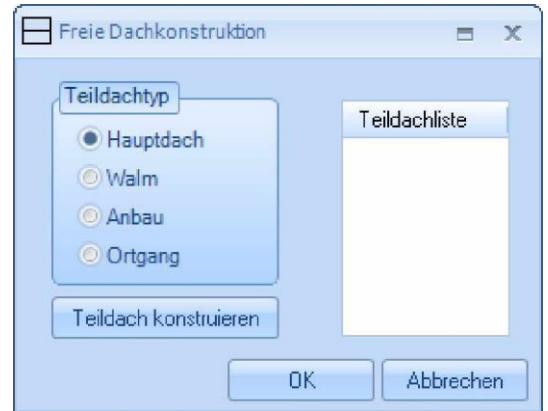 Freie Dachkonstruktion
Teildachtyp
Hauptdach
Walm
Anbau
Ortgang
Teildach konstruieren
Teildachliste
OK
Abbrechen